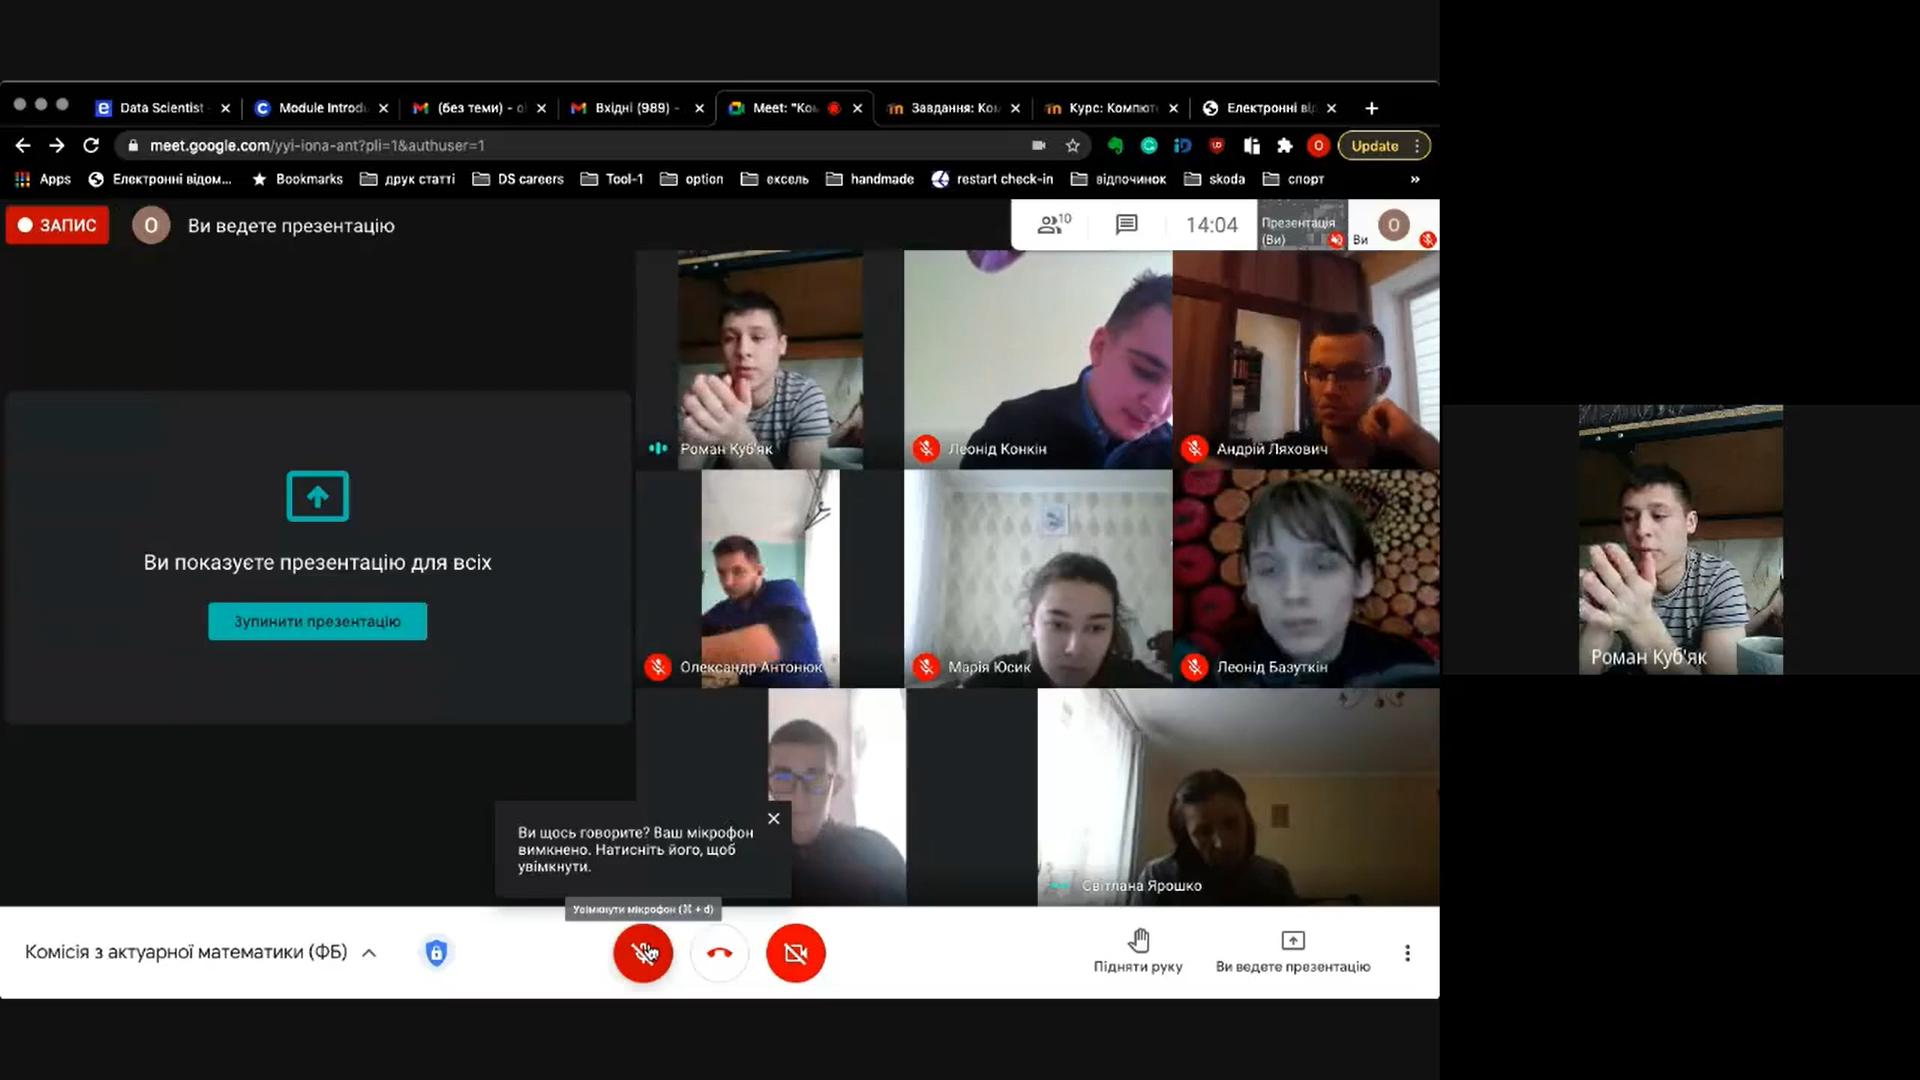 Data Scientist
Module Introdu
(без теми) - o
Вхідні (989) -
Meet: "Ко
Завдання: Ко
Курс: Компют
Електронні ві
meet.google.com/yyi-iona-ant?pli=1&authuser=1
O
Update
Apps
Електронні відом...
Bookmarks
друк статті
DS careers
Tool-1
option
ексель
handmade
restart check-in
відпочинок
skoda
спорт
»
ЗАПИС
O
Ви ведете презентацію
10
14:04
Презентація
(Ви)
Ви
O
Роман Куб'як
Леонід Конкін
Андрій Ляхович
Ви показуєте презентацію для всіх
Зупинити презентацію
Олександр Антонюк
Марія Юсик
Леонід Базуткін
Роман Куб'як
Ви щось говорите? Ваш мікрофон
вимкнено. Натисніть його, щоб
увімкнути.
Світлана Ярошко
Увімкнути мікрофон (⌘ + d)
Комісія з актуарної математики (ФБ)
Підняти руку
Ви ведете презентацію